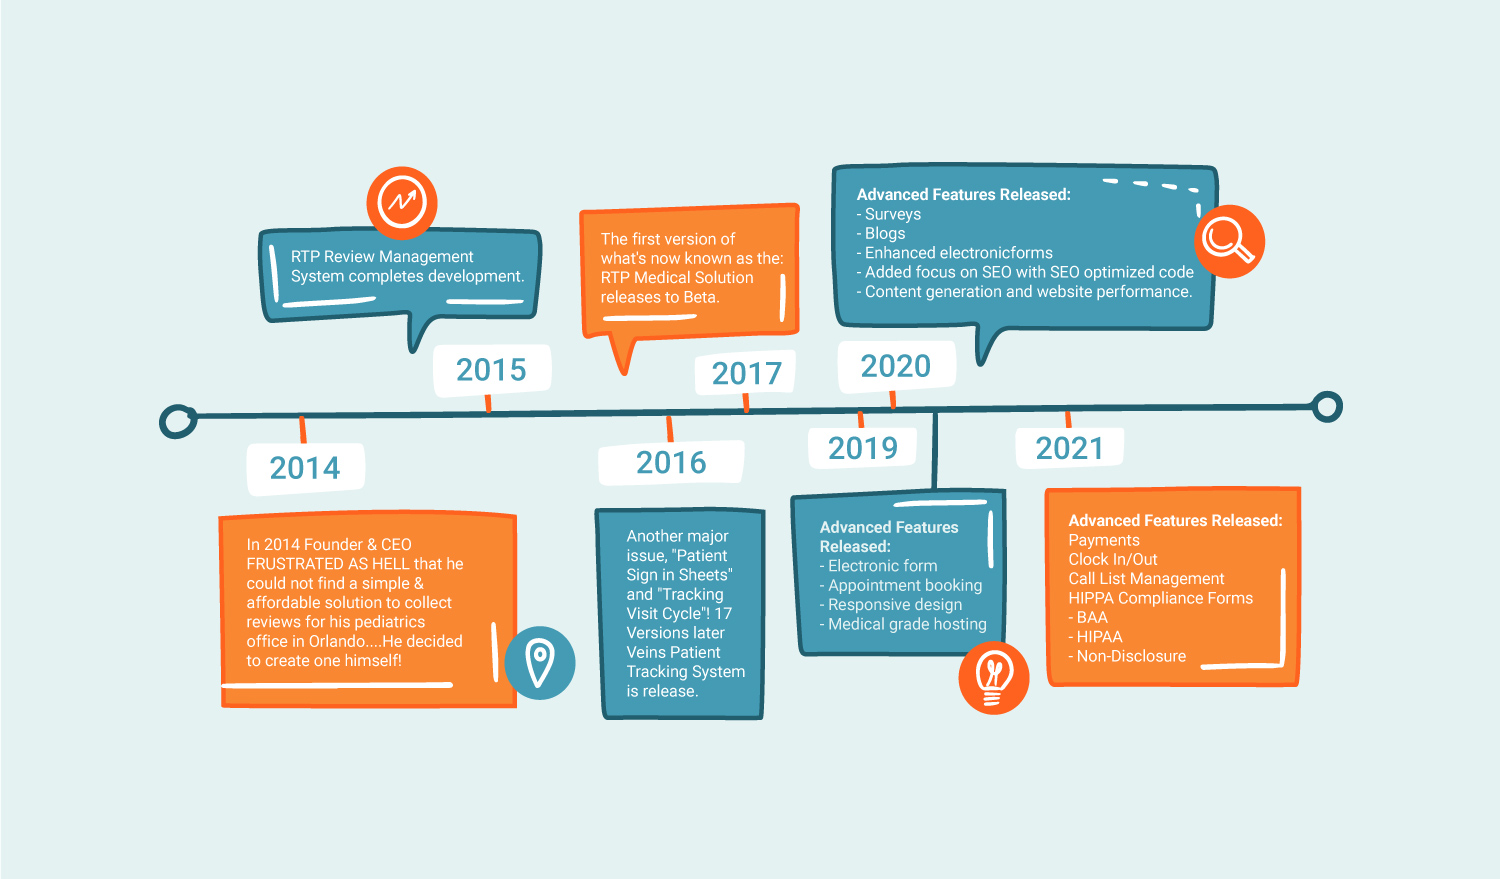 RTP Review Management
System completes development.
2015
The first version of
what's now known as the:
RTP Medical Solution
releases to Beta.
2017
Advanced Features Released:
- Surveys
- Blogs
- Enhanced electronicforms
- Added focus on SEO with SEO optimized code
- Content generation and website performance.
2020
2014
In 2014 Founder & CEO
FRUSTRATED AS HELL that he
could not find a simple &
affordable solution to collect
reviews for his pediatrics
office in Orlando....He decided
to create one himself!
2016
Another major
issue, "Patient
Sign in Sheets"
and "Tracking
Visit Cycle"! 17
Versions later
Veins Patient
Tracking System
is release.
2019
Advanced Features
Released:
- Electronic form
- Appointment booking
- Responsive design
- Medical grade hosting
2021
Advanced Features Released:
Payments
Clock In/Out
Call List Management
HIPPA Compliance Forms
- BAA
- HIPAA
- Non-Disclosure